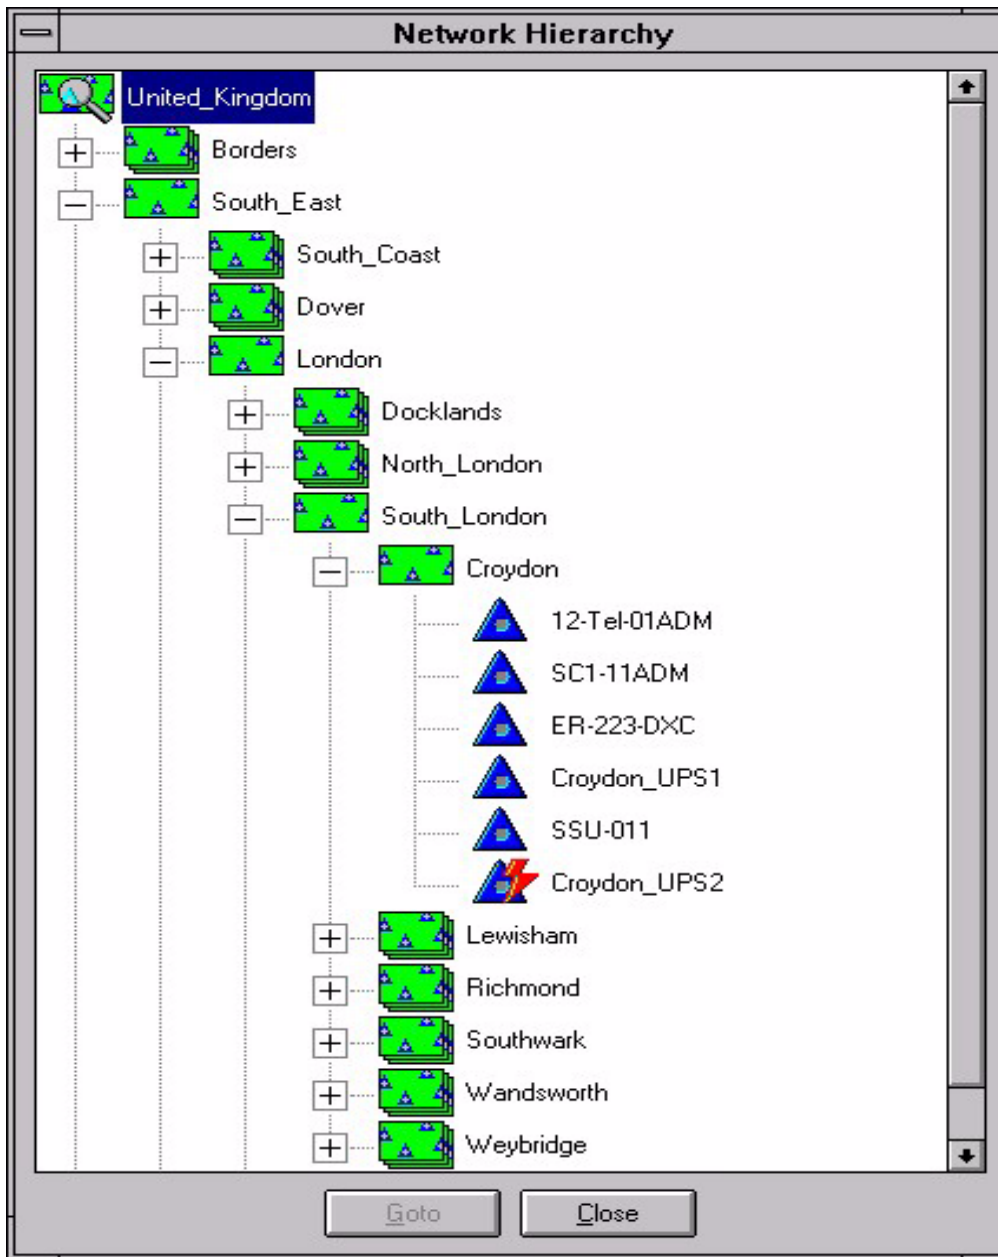 Network Hierarchy
United_Kingdom
Borders
South_East
South_Coast
Dover
London
Docklands
North_London
South_London
Croydon
12-Tel-01ADM
SC1-11ADM
ER-223-DXC
Croydon_UPS1
SSU-011
Croydon_UPS2
Lewisham
Richmond
Southwark
Wandsworth
Weybridge
Goto Close